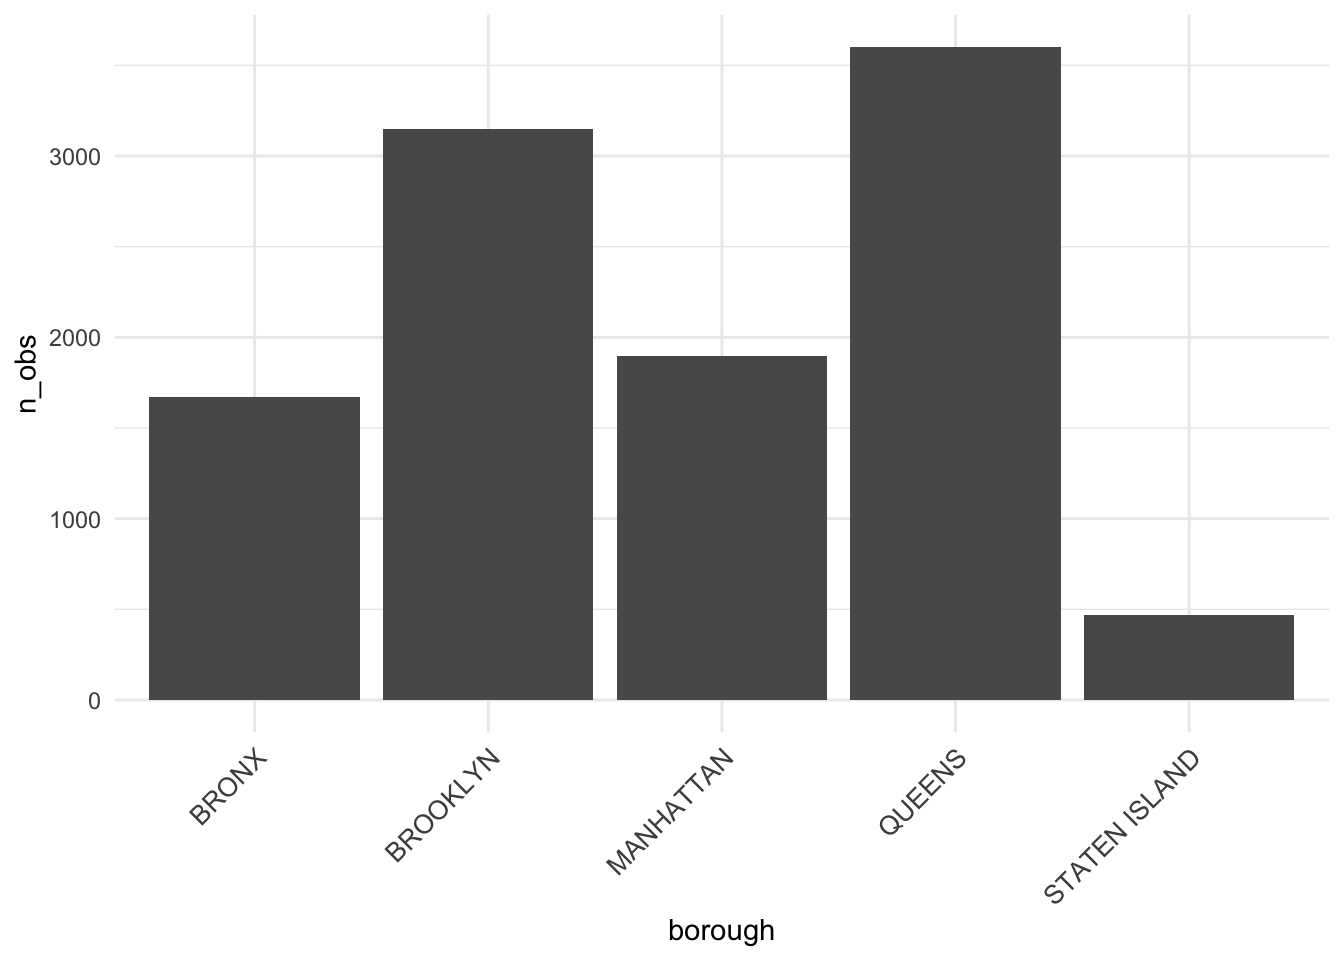 n_obs
3000
2000
1000
0
BRONX
BROOKLYN
MANHATTAN
QUEENS
STATEN ISLAND
borough